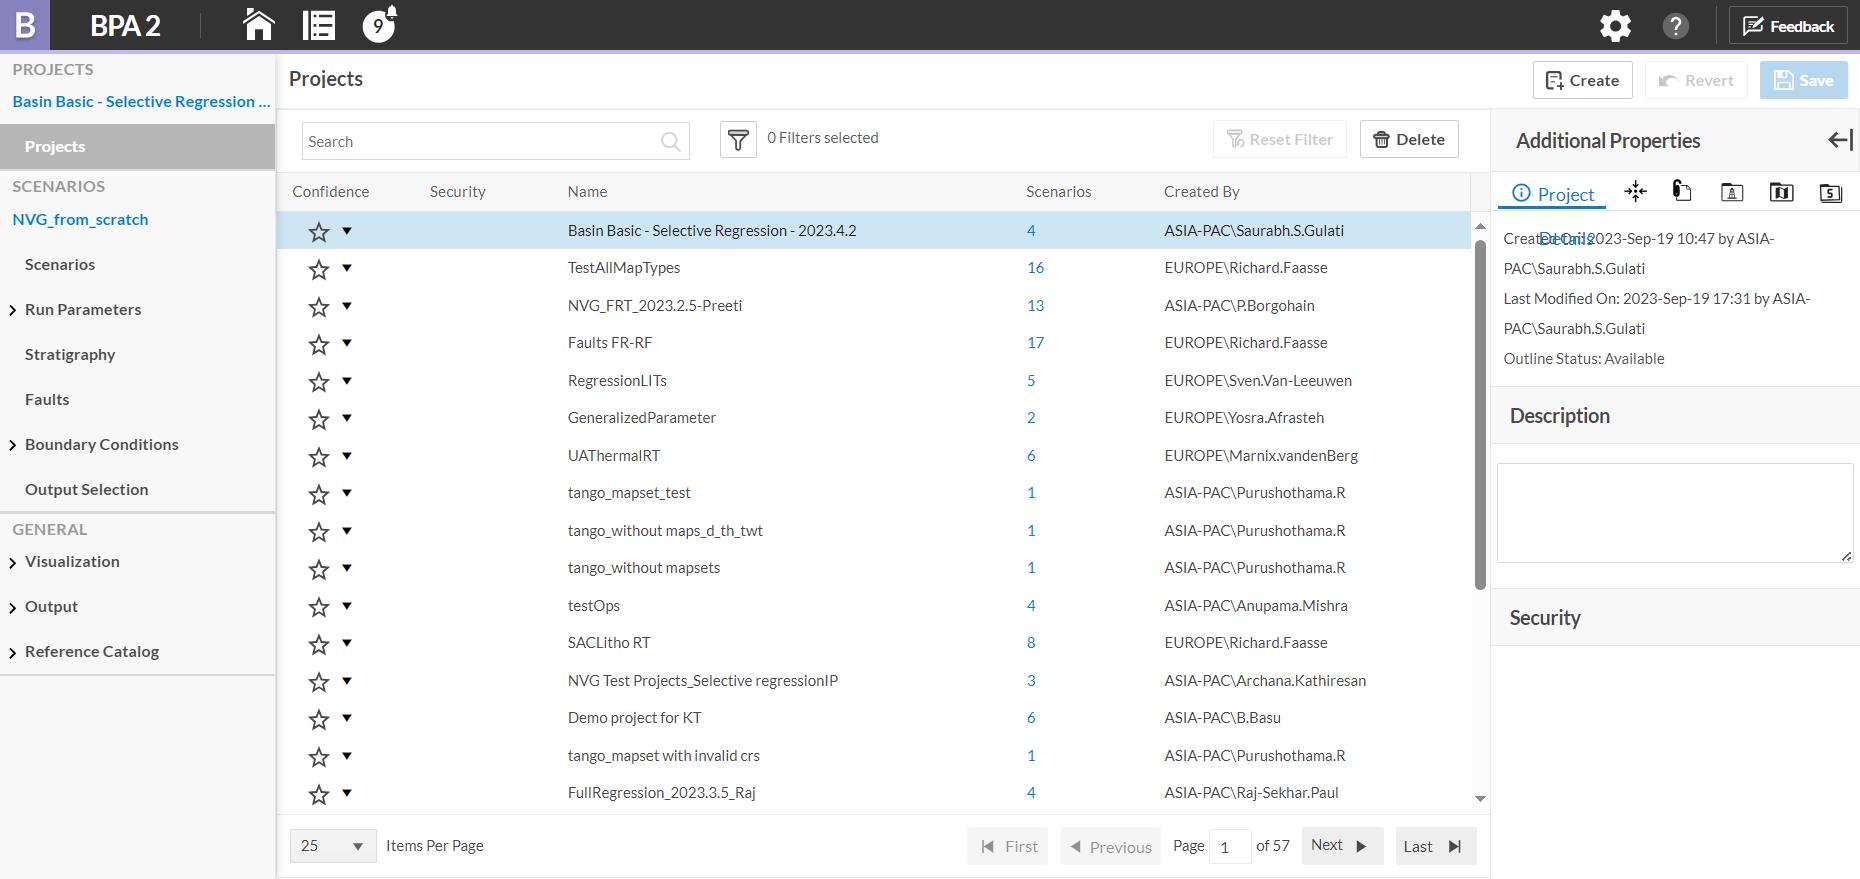 B
BPA 2
9
?
Feedback
PROJECTS
Basin Basic - Selective Regression ...
Projects
SCENARIOS
NVG_from_scratch
Scenarios
Run Parameters
Stratigraphy
Faults
Boundary Conditions
Output Selection
GENERAL
Visualization
Output
Reference Catalog
Projects
Create
Revert
Save
Search
0 Filters selected
Reset Filter
Delete
Confidence Security Name Scenarios Created By
Basin Basic - Selective Regression - 2023.4.2 4 ASIA-PAC\Saurabh.S.Gulati
TestAllMapTypes 16 EUROPE\Richard.Faasse
NVG_FRT_2023.2.5-Preeti 13 ASIA-PAC\P.Borgohain
Faults FR-RF 17 EUROPE\Richard.Faasse
RegressionLITs 5 EUROPE\Sven.Van-Leeuwen
GeneralizedParameter 2 EUROPE\Yosra.Afrasteh
UAThermalRT 6 EUROPE\Marnix.vandenBerg
tango_mapset_test 1 ASIA-PAC\Purushothama.R
tango_without maps_d_th_twt 1 ASIA-PAC\Purushothama.R
tango_without mapsets 1 ASIA-PAC\Purushothama.R
testOps 4 ASIA-PAC\Anupama.Mishra
SACLitho RT 8 EUROPE\Richard.Faasse
NVG Test Projects_Selective regressionIP 3 ASIA-PAC\Archana.Kathiresan
Demo project for KT 6 ASIA-PAC\B.Basu
tango_mapset with invalid crs 1 ASIA-PAC\Purushothama.R
FullRegression_2023.3.5_Raj 4 ASIA-PAC\Raj-Sekhar.Paul
25 Items Per Page
First Previous Page 1 of 57 Next Last
Additional Properties
Project
Details
Created On: 2023-Sep-19 10:47 by ASIA-
PAC\Saurabh.S.Gulati
Last Modified On: 2023-Sep-19 17:31 by ASIA-
PAC\Saurabh.S.Gulati
Outline Status: Available
Description
Security